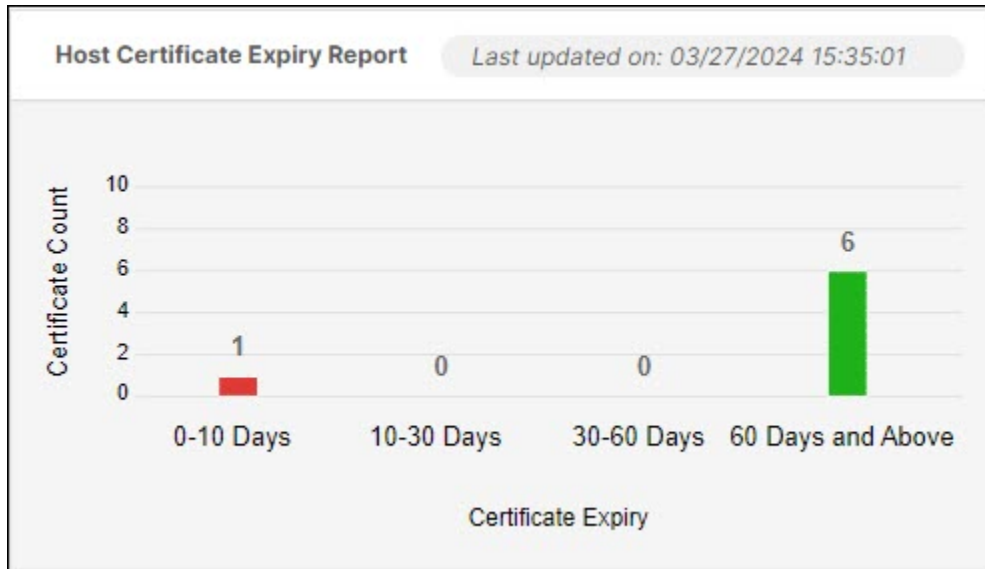 Host Certificate Expiry Report Last updated on: 03/27/2024 15:35:01
Certificate Count
10
8
6
4
2
0
1
0
0
6
0-10 Days 10-30 Days 30-60 Days 60 Days and Above
Certificate Expiry